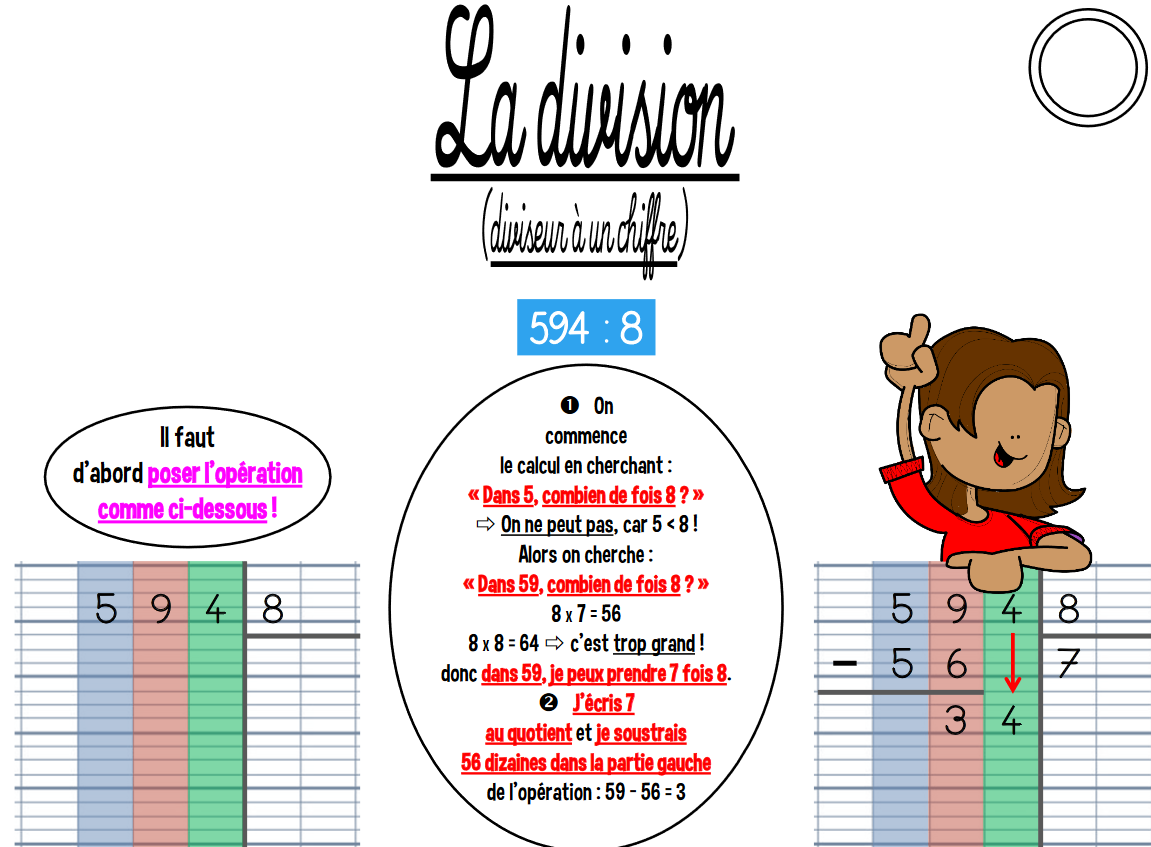 La division
(diviseur à un chiffre)
594 : 8
Il faut
d'abord poser l'opération
comme ci-dessous !
5 9 4 8
❶ On
commence
le calcul en cherchant :
« Dans 5, combien de fois 8 ? »
⇨ On ne peut pas, car 5 < 8 !
Alors on cherche :
« Dans 59, combien de fois 8 ? »
8 x 7 = 56
8 x 8 = 64 ⇨ c'est trop grand !
donc dans 59, je peux prendre 7 fois 8.
❷ J'écris 7
au quotient et je soustrais
56 dizaines dans la partie gauche
de l'opération : 59 - 56 = 3
5 9 4 8
- 5 6 7
3 4